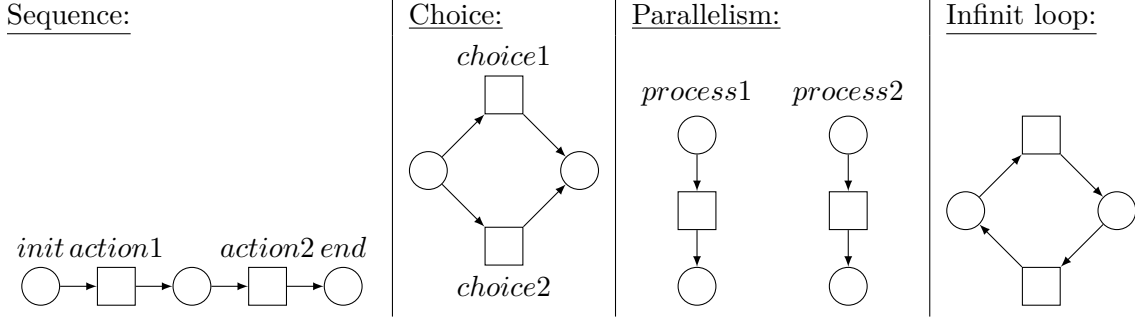 Sequence:
init action1 action2 end
Choice:
choice1
choice2
Parallelism:
process1 process2
Infinit loop: